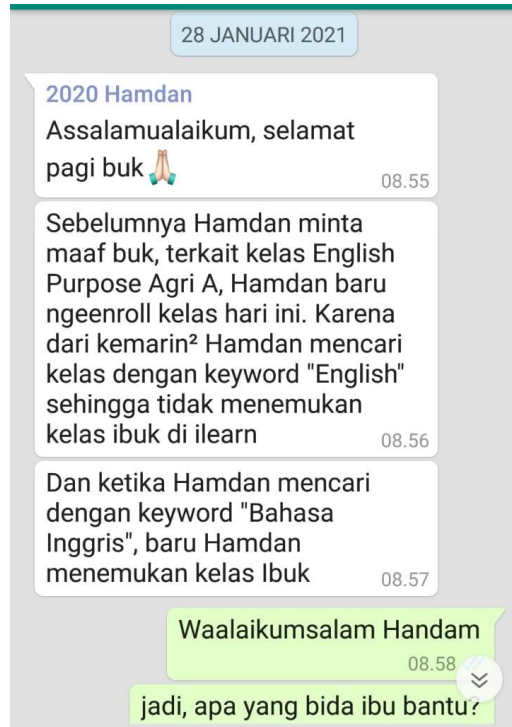 28 JANUARI 2021
2020 Hamdan
Assalamualaikum, selamat
pagi buk🙏🏻
08.55
Sebelumnya Hamdan minta
maaf buk, terkait kelas English
Purpose Agri A, Hamdan baru
ngeenroll kelas hari ini. Karena
dari kemarin² Hamdan mencari
kelas dengan keyword "English"
sehingga tidak menemukan
kelas ibuk di ilearn
08.56
Dan ketika Hamdan mencari
dengan keyword "Bahasa
Inggris", baru Hamdan
menemukan kelas Ibuk
08.57
Waalaikumsalam Handam
08.58
jadi, apa yang bida ibu bantu?